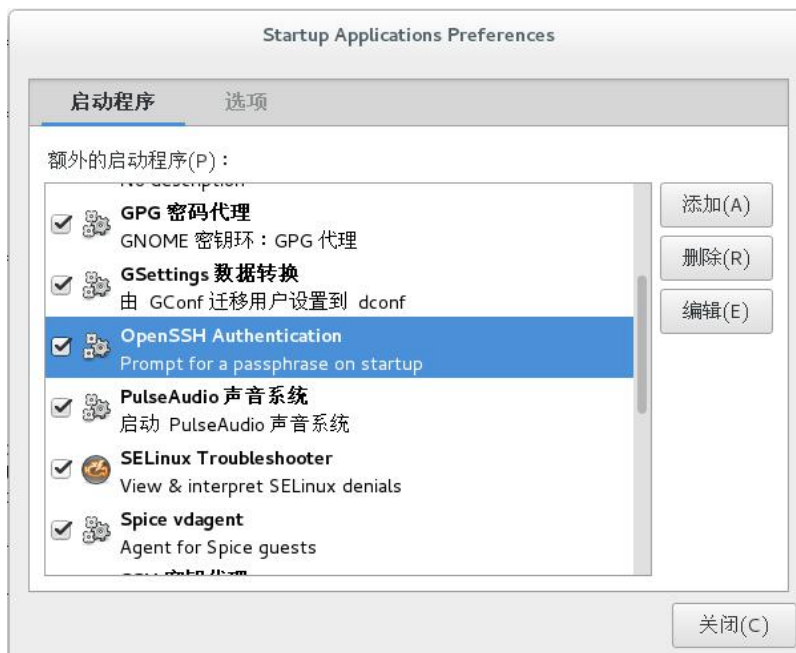 Startup Applications Preferences
启动程序 选项
额外的启动程序(P)：
No description
GPG 密码代理
GNOME 密钥环：GPG 代理
GSettings 数据转换
由 GConf 迁移用户设置到 dconf
OpenSSH Authentication
Prompt for a passphrase on startup
PulseAudio 声音系统
启动 PulseAudio 声音系统
SELinux Troubleshooter
View & interpret SELinux denials
Spice vdagent
Agent for Spice guests
添加(A)
删除(R)
编辑(E)
关闭(C)